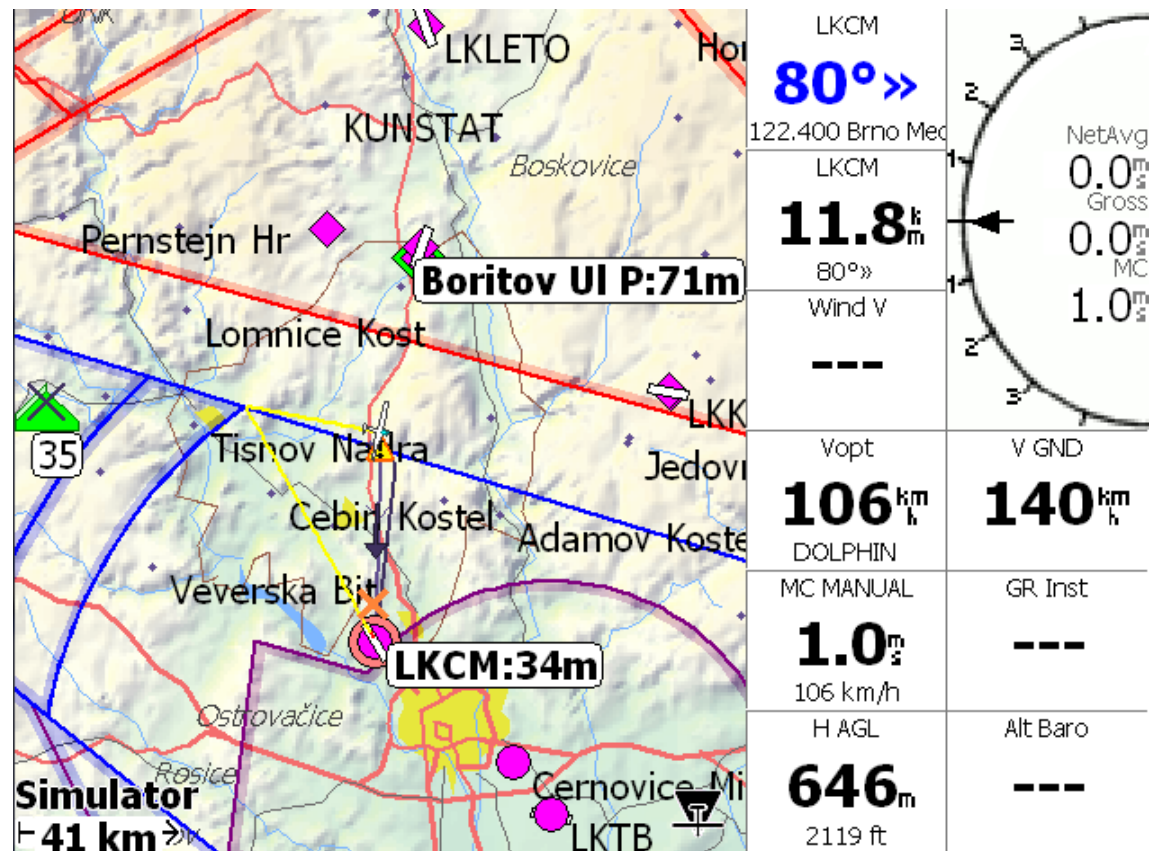 LKLETO
Hor
KUNSTAT
Boskovice
Pernstejn Hr
Boritov Ul P:71m
Lomnice Kost
LKK
35
Tisnov Nadra
Jedovr
Cebin Kostel
Adamov Koste
Veverska Bit
LKCM:34m
Ostrovačice
Rosice
Cernovice Mi
Simulator
41 km
LKTB
LKCM
80°»
122.400 Brno Med
LKCM
11.8km
80°»
Wind V
---
3
2
1
1
2
3
NetAvg
0.0m/s
Gross
0.0m/s
MC
1.0m/s
Vopt
106km/h
DOLPHIN
V GND
140km/h
MC MANUAL
1.0m/s
106 km/h
GR Inst
---
H AGL
646m
2119 ft
Alt Baro
---